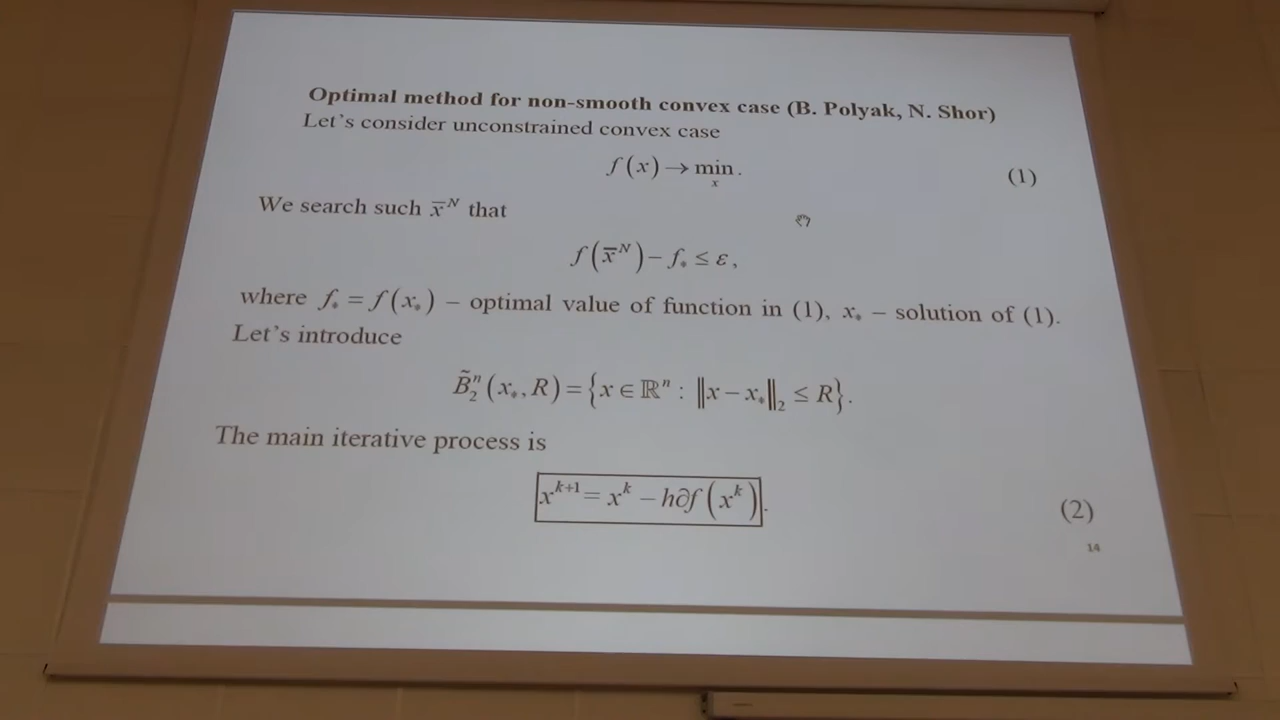 Optimal method for non-smooth convex case (B. Polyak, N. Shor)
Let's consider unconstrained convex case
f(x) → min_x. (1)
We search such x̄^N that
f(x̄^N) − f_* ≤ ε,
where f_* = f(x_*) – optimal value of function in (1), x_* – solution of (1).
Let's introduce
B̃_2^n(x_*, R) = {x ∈ ℝ^n : ‖x − x_*‖_2 ≤ R}.
The main iterative process is
x^{k+1} = x^k − h∂f(x^k). (2)
14